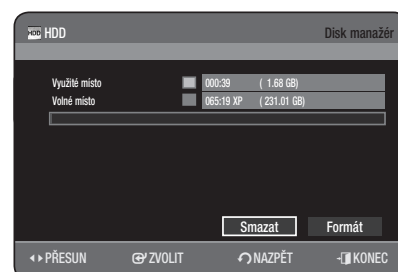 HDD HDD Disk manažér
Využité místo 000:39 ( 1.68 GB)
Volné místo 065:19 XP ( 231.01 GB)
Smazat Formát
PŘESUN ZVOLIT NAZPĚT KONEC